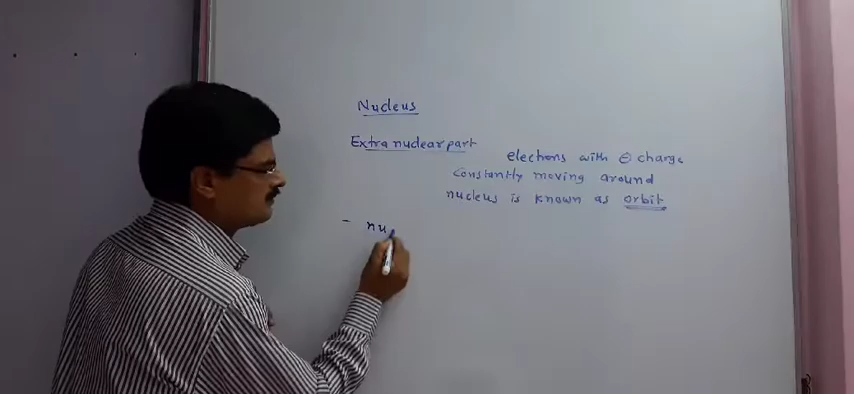 Nucleus
Extra nuclear part
electrons with ⊖ charge
Constantly moving around
nucleus is known as orbit
- nu